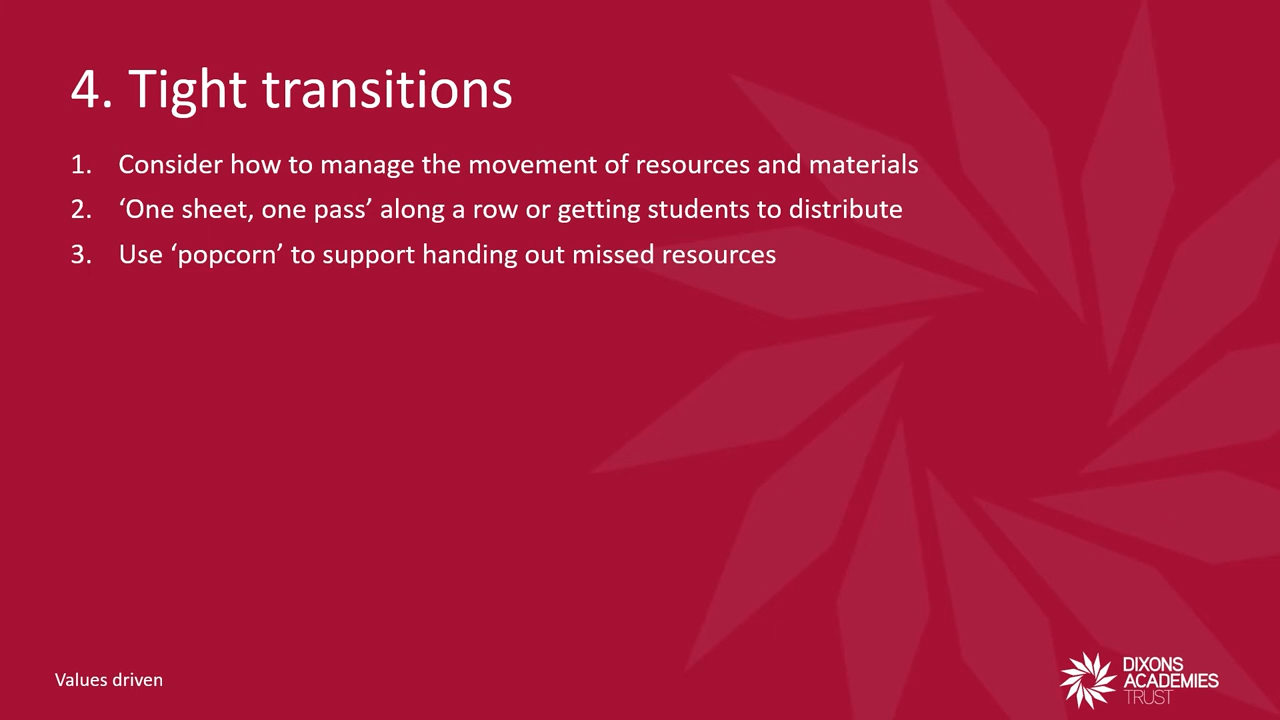 4. Tight transitions
1. Consider how to manage the movement of resources and materials
2. ‘One sheet, one pass’ along a row or getting students to distribute
3. Use ‘popcorn’ to support handing out missed resources
Values driven
DIXONS
ACADEMIES
TRUST